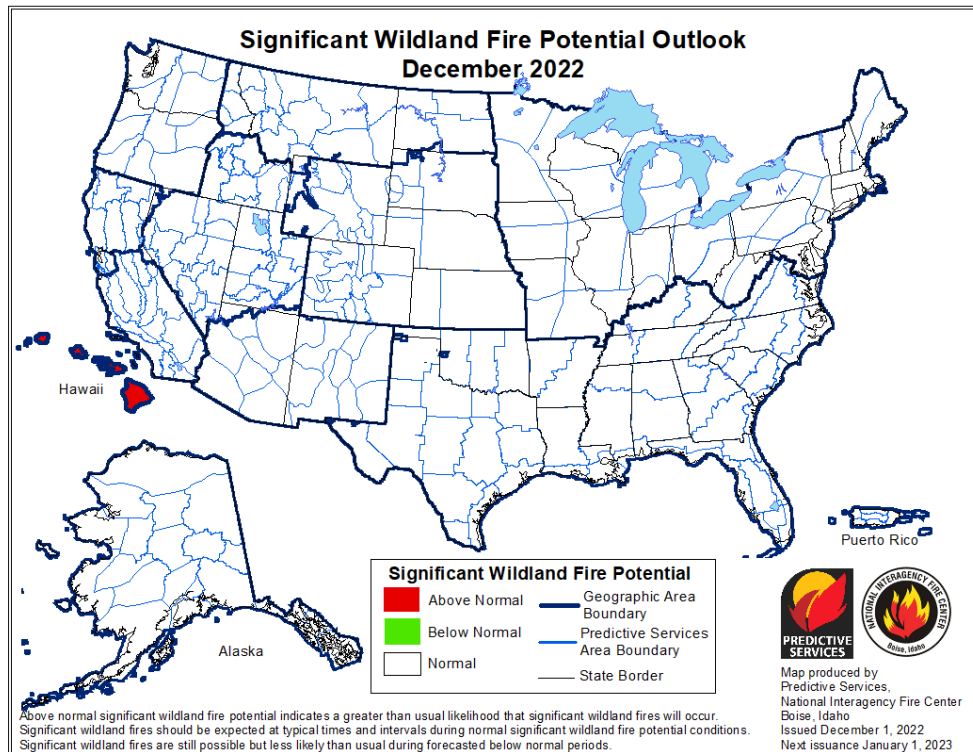 Significant Wildland Fire Potential Outlook
December 2022
Hawaii
Alaska
Puerto Rico
Significant Wildland Fire Potential
Above Normal
Below Normal
Normal
Geographic Area
Boundary
Predictive Services
Area Boundary
State Border
PREDICTIVE
SERVICES
NATIONAL INTERAGENCY FIRE CENTER
Boise, Idaho
Map produced by
Predictive Services,
National Interagency Fire Center
Boise, Idaho
Issued December 1, 2022
Next issuance January 1, 2023
Above normal significant wildland fire potential indicates a greater than usual likelihood that significant wildland fires will occur.
Significant wildland fires should be expected at typical times and intervals during normal significant wildland fire potential conditions.
Significant wildland fires are still possible but less likely than usual during forecasted below normal periods.